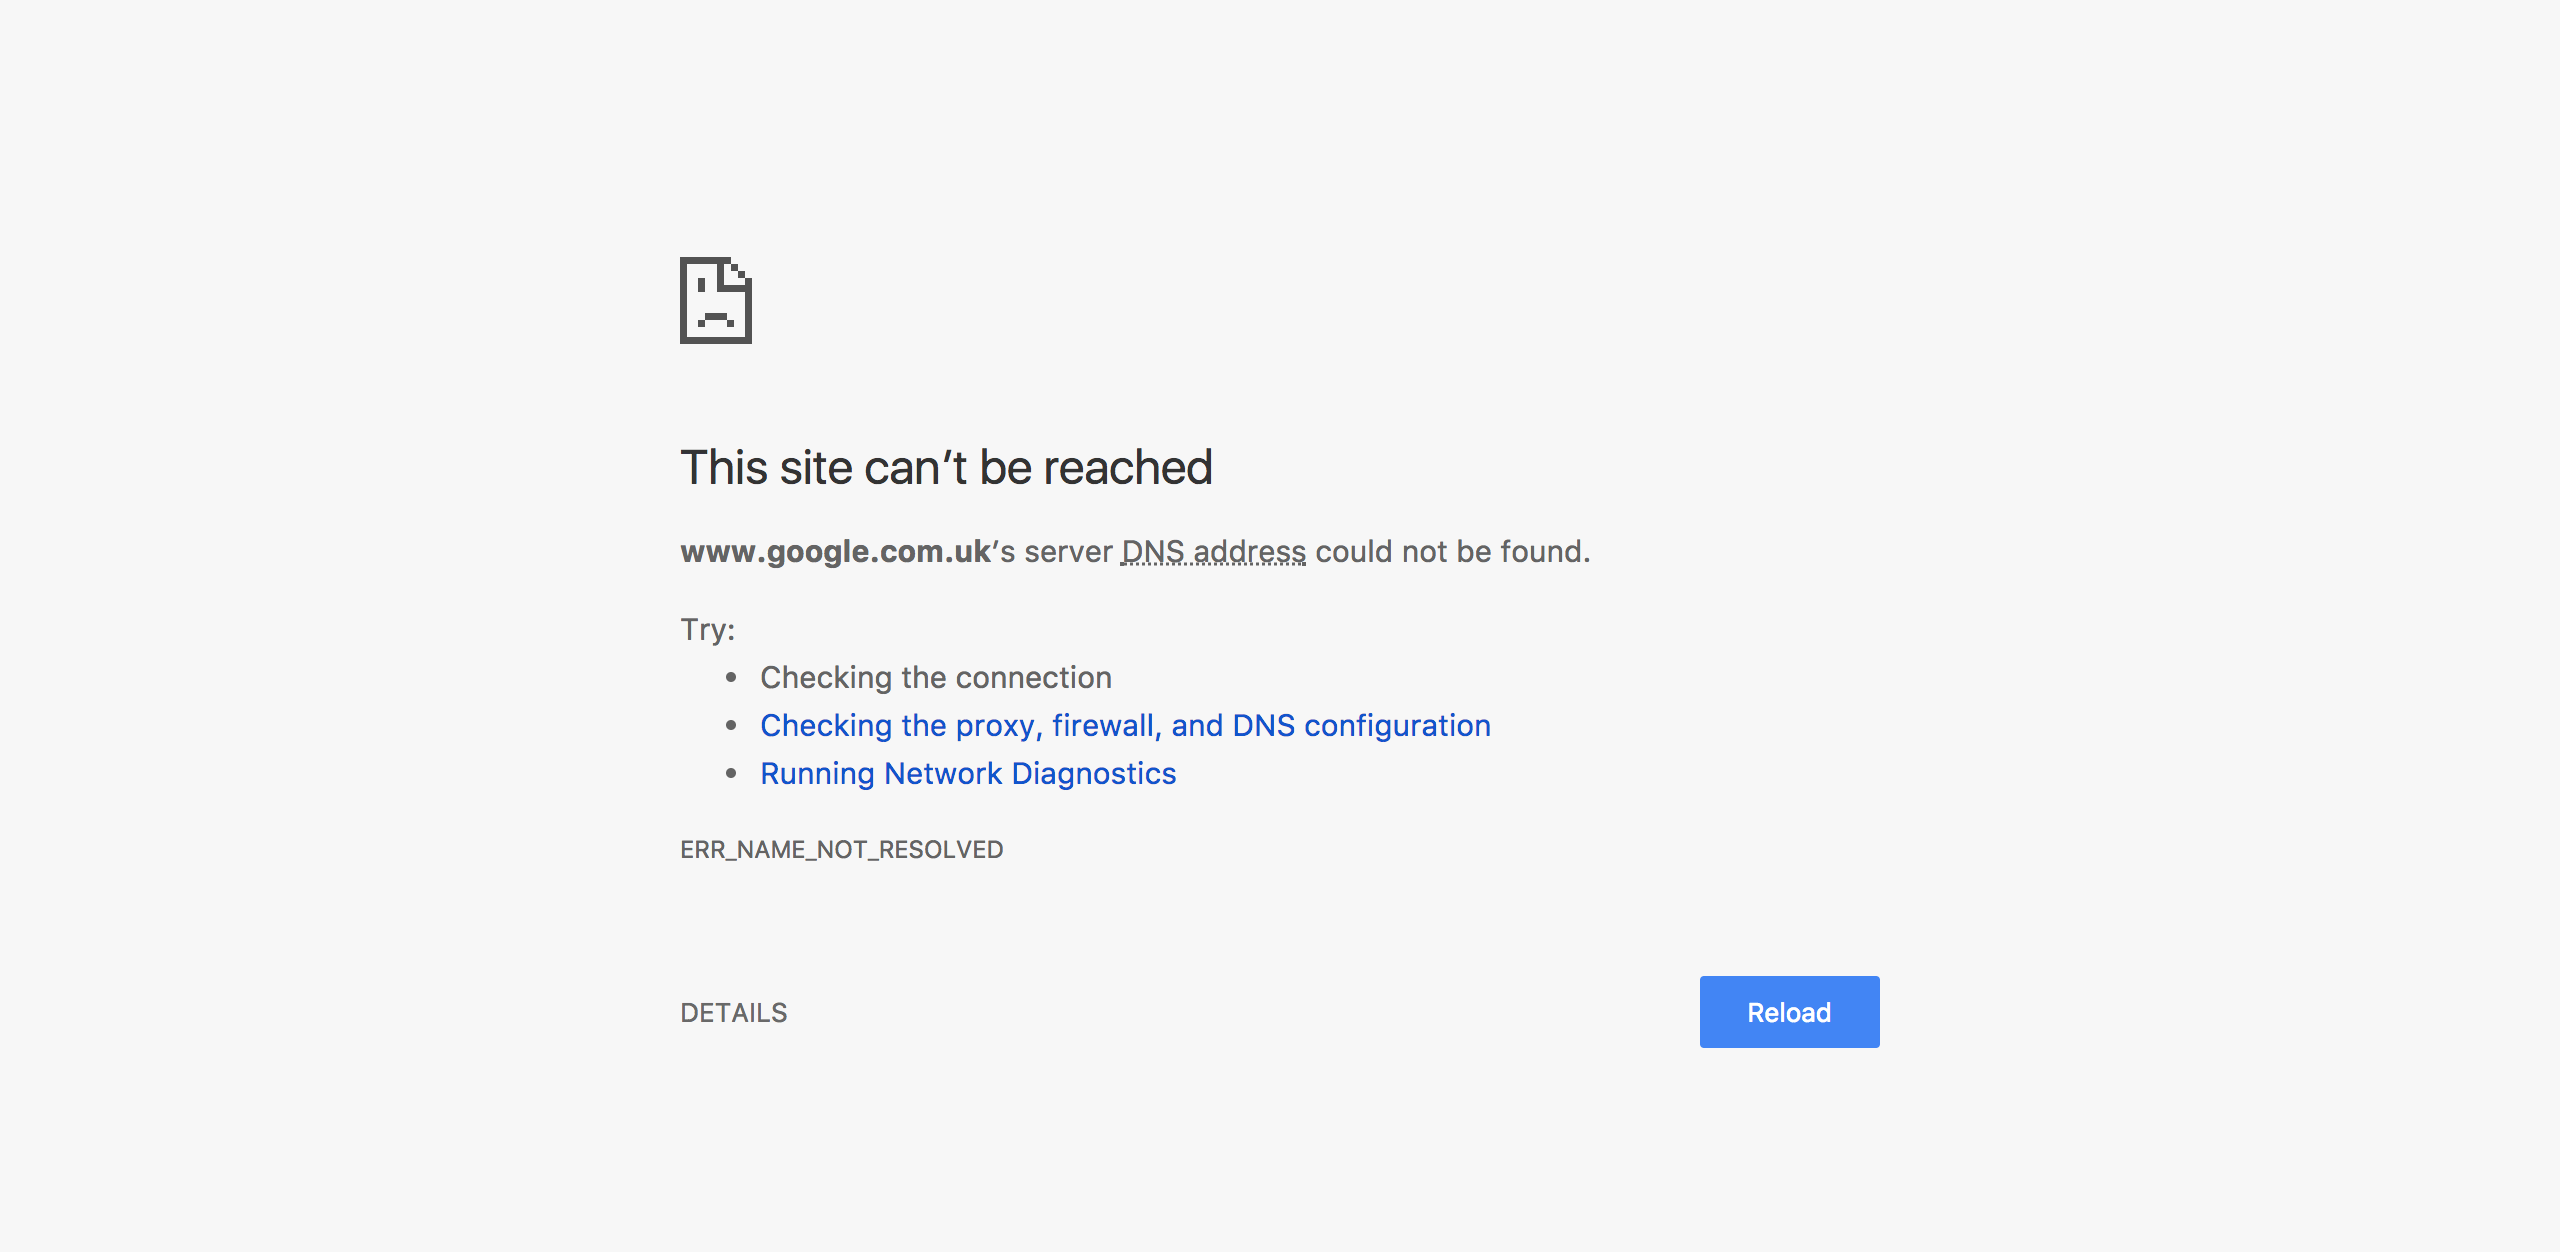 This site can’t be reached
www.google.com.uk’s server DNS address could not be found.
Try:
• Checking the connection
• Checking the proxy, firewall, and DNS configuration
• Running Network Diagnostics
ERR_NAME_NOT_RESOLVED
DETAILS
Reload